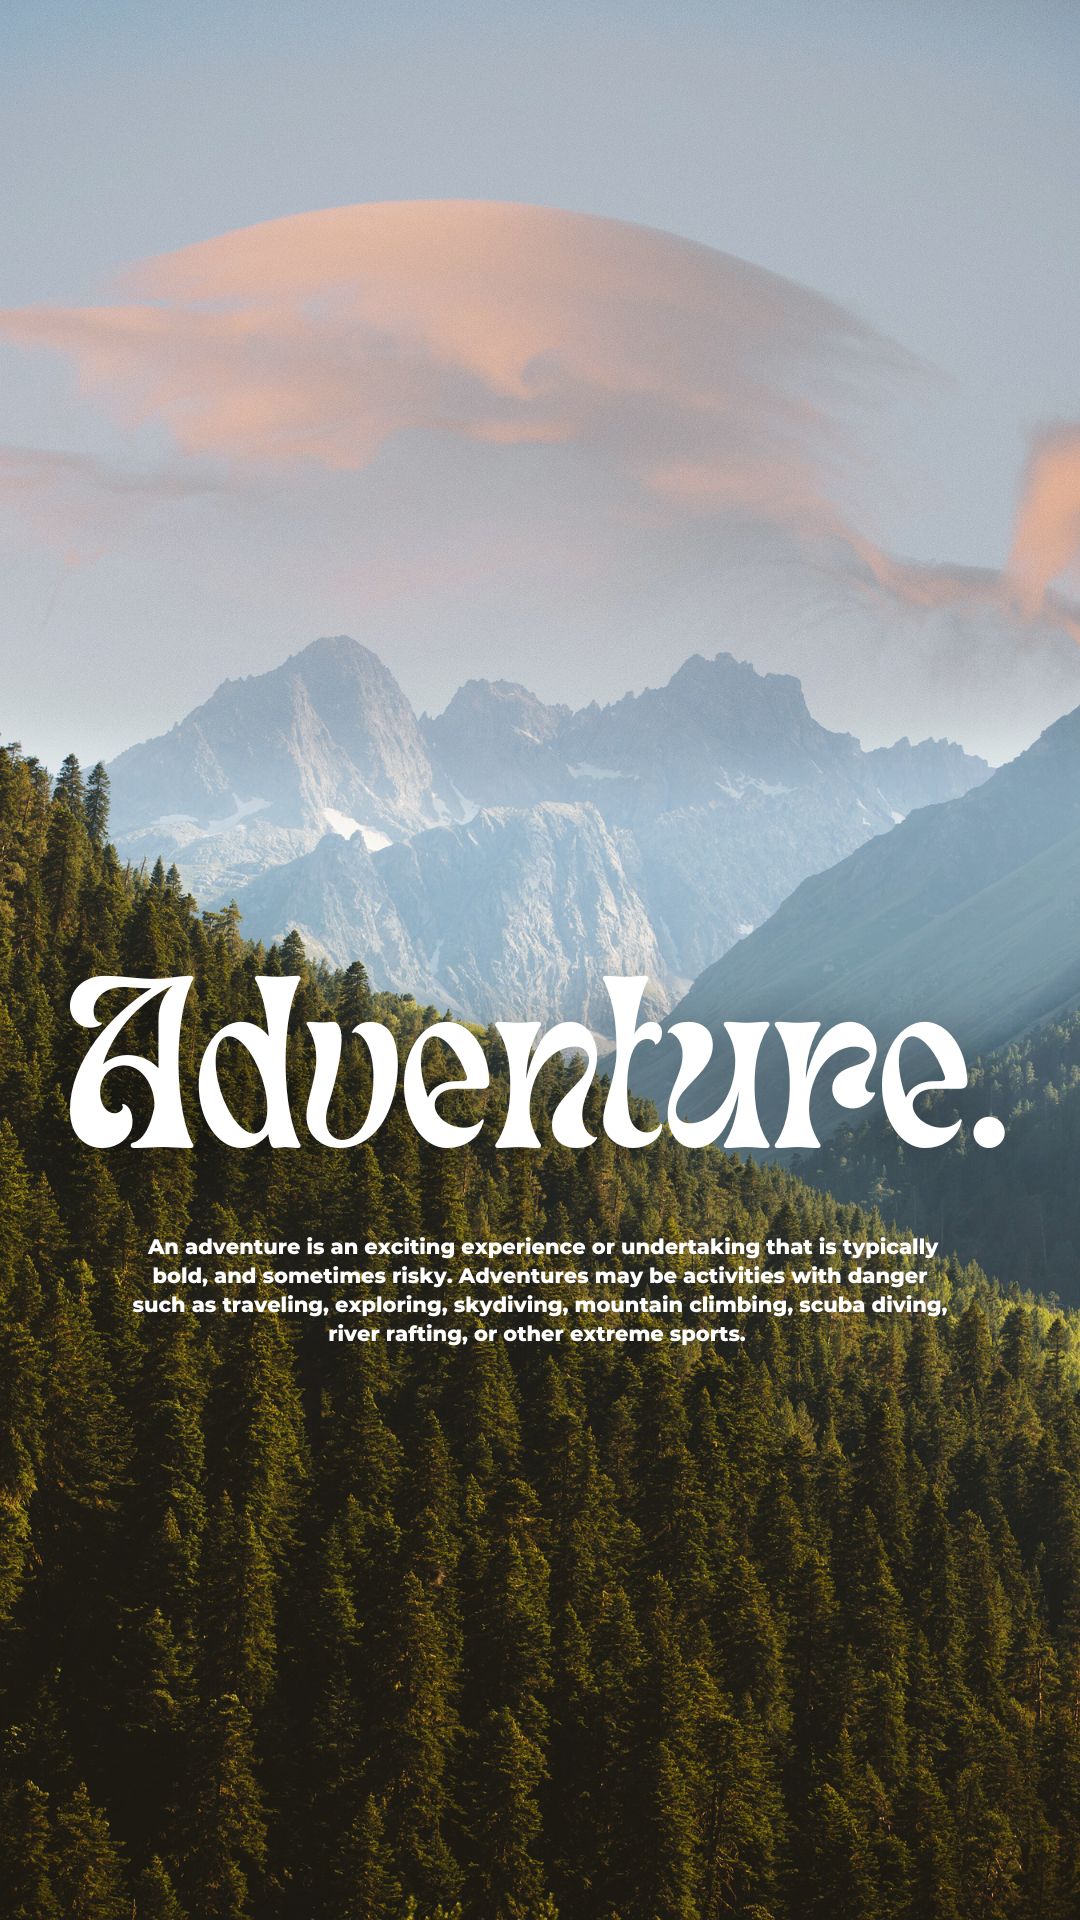 Adventure.
An adventure is an exciting experience or undertaking that is typically
bold, and sometimes risky. Adventures may be activities with danger
such as traveling, exploring, skydiving, mountain climbing, scuba diving,
river rafting, or other extreme sports.